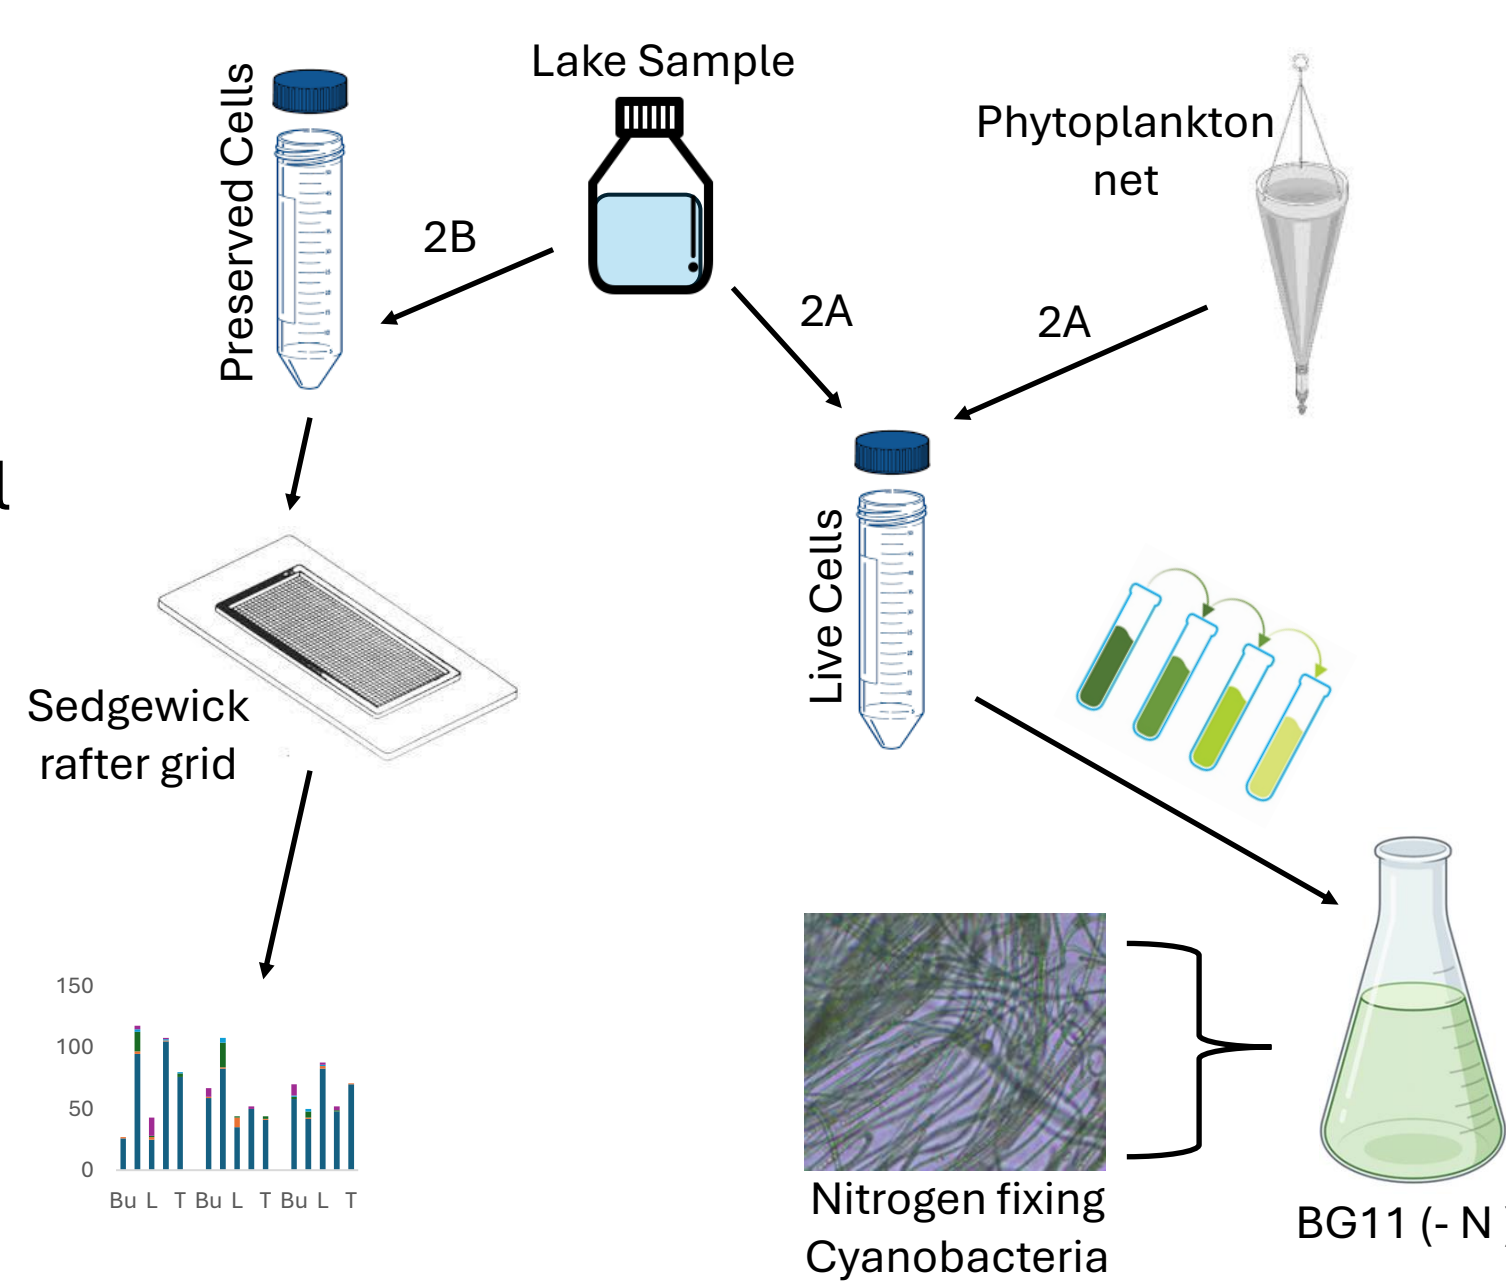 Lake Sample
Preserved Cells
Phytoplankton
net
2B
2A
2A
l
Live Cells
Sedgewick
rafter grid
150
100
50
0
Bu L T Bu L T Bu L T
Nitrogen fixing
Cyanobacteria
BG11 (- N )